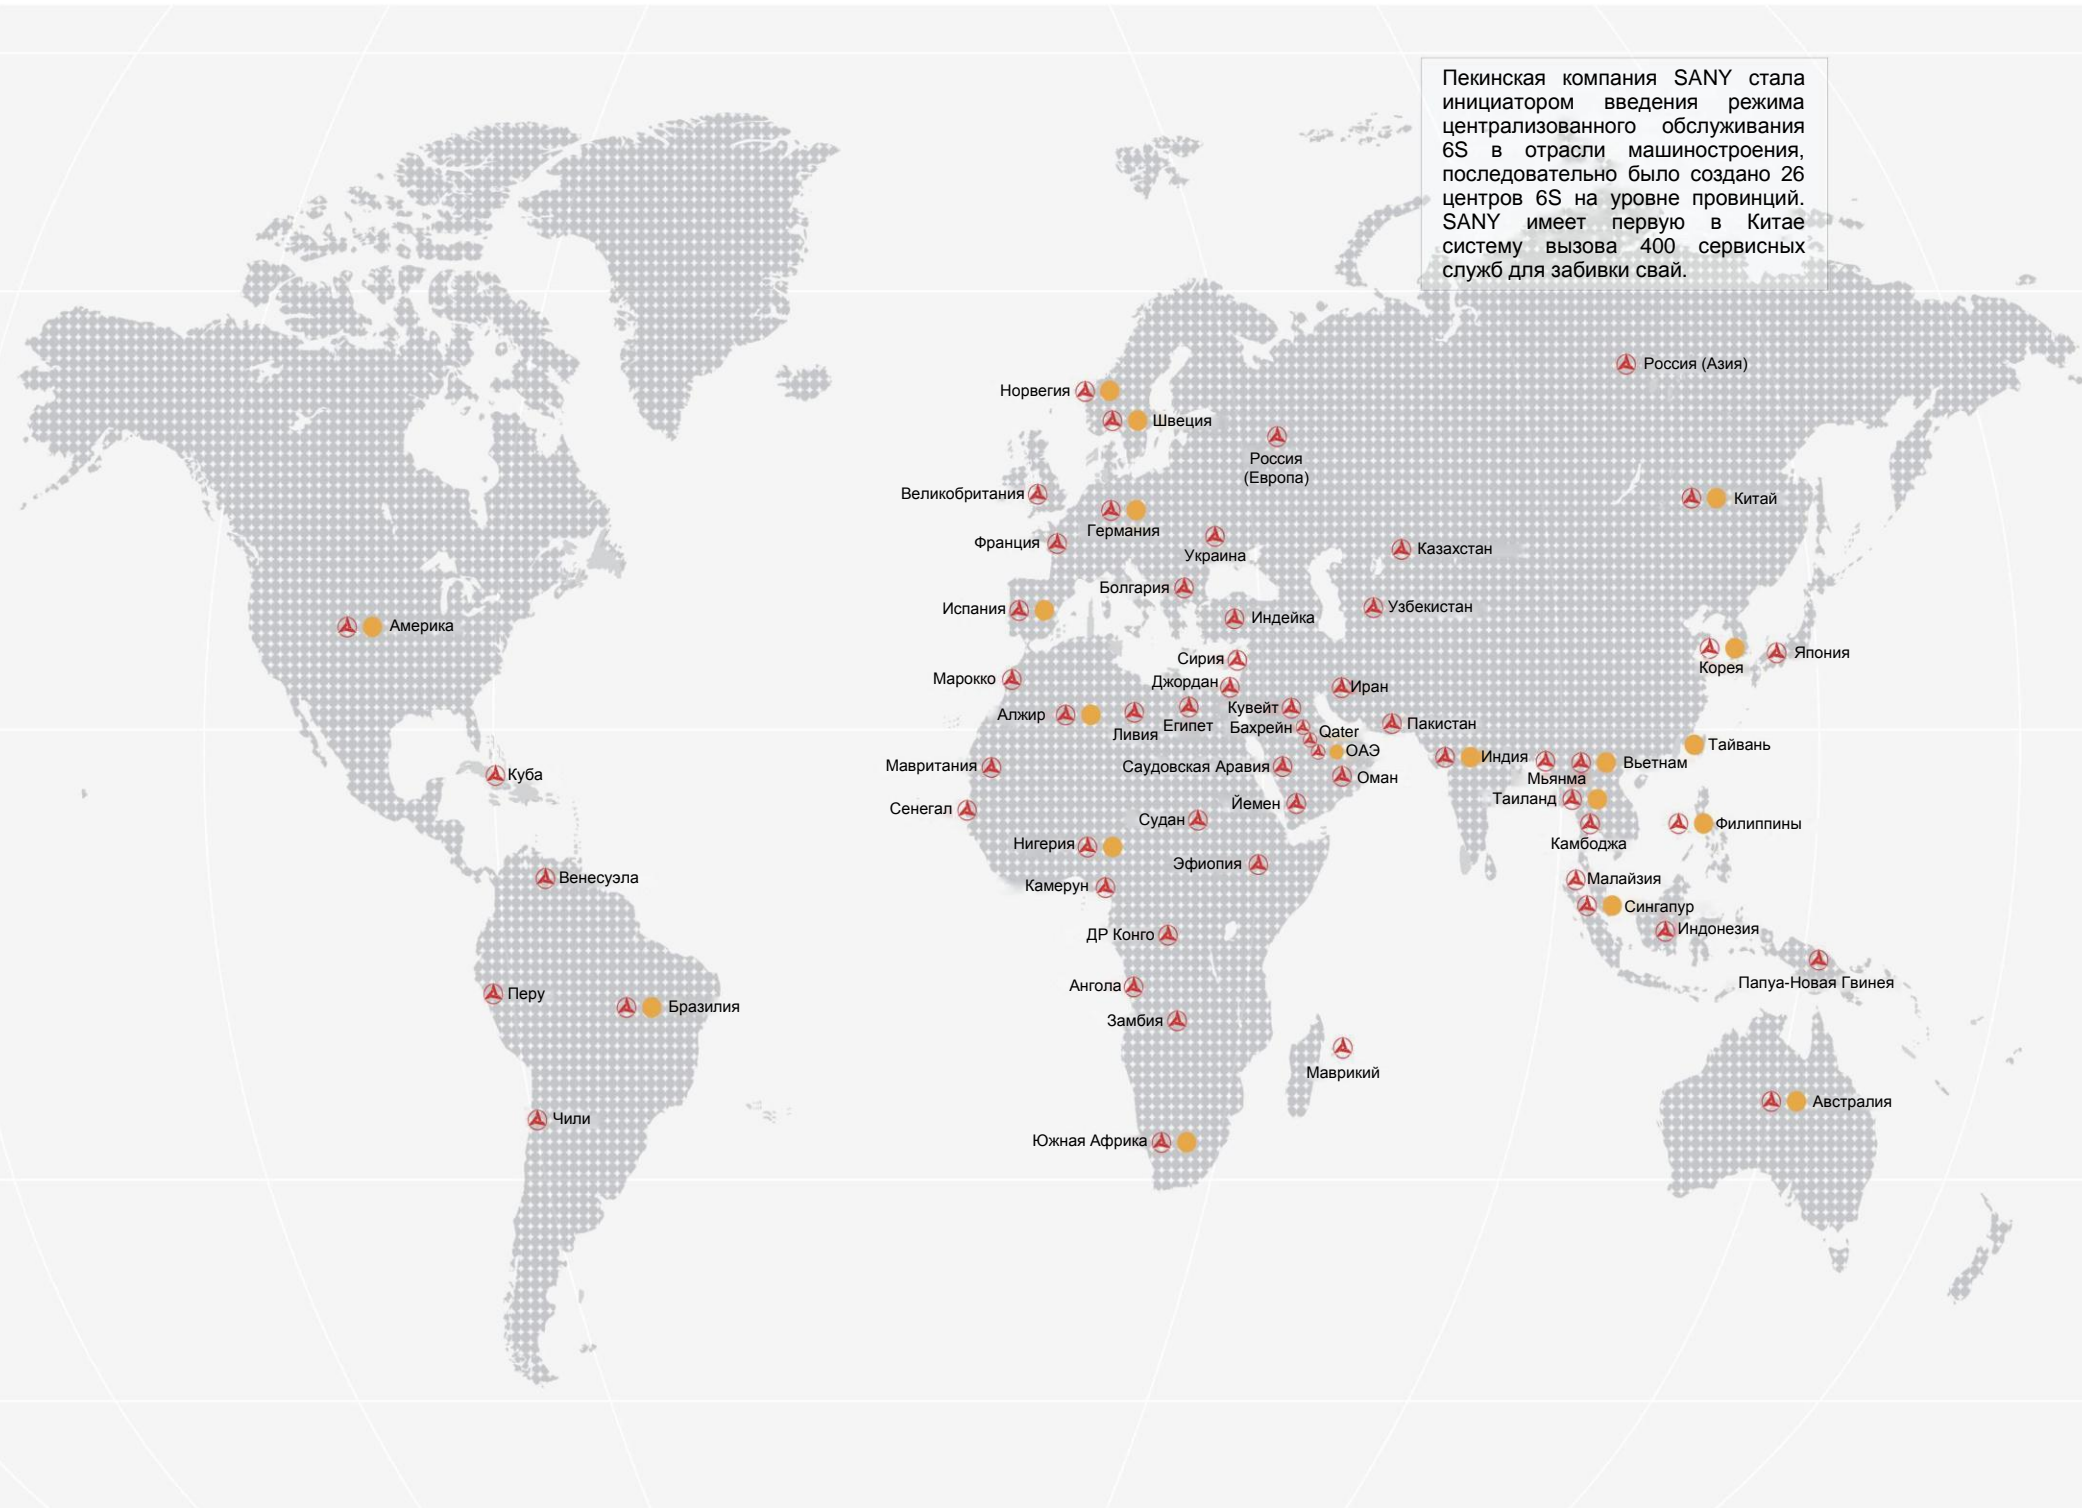 Пекинская компания SANY стала
инициатором введения режима
централизованного обслуживания
6S в отрасли машиностроения,
последовательно было создано 26
центров 6S на уровне провинций.
SANY имеет первую в Китае
систему вызова 400 сервисных
служб для забивки свай.
Россия (Азия)
Норвегия
Швеция
Россия
(Европа)
Великобритания
Китай
Германия
Франция
Украина
Казахстан
Болгария
Испания
Узбекистан
Индейка
Америка
Сирия
Корея
Япония
Марокко
Джордан
Иран
Алжир
Ливия
Египет
Кувейт
Бахрейн
Qater
Пакистан
ОАЭ
Тайвань
Мавритания
Саудовская Аравия
Оман
Индия
Мьянма
Вьетнам
Куба
Сенегал
Йемен
Таиланд
Судан
Филиппины
Нигерия
Камбоджа
Эфиопия
Венесуэла
Камерун
Малайзия
Сингапур
ДР Конго
Индонезия
Ангола
Папуа-Новая Гвинея
Перу
Бразилия
Замбия
Маврикий
Австралия
Чили
Южная Африка